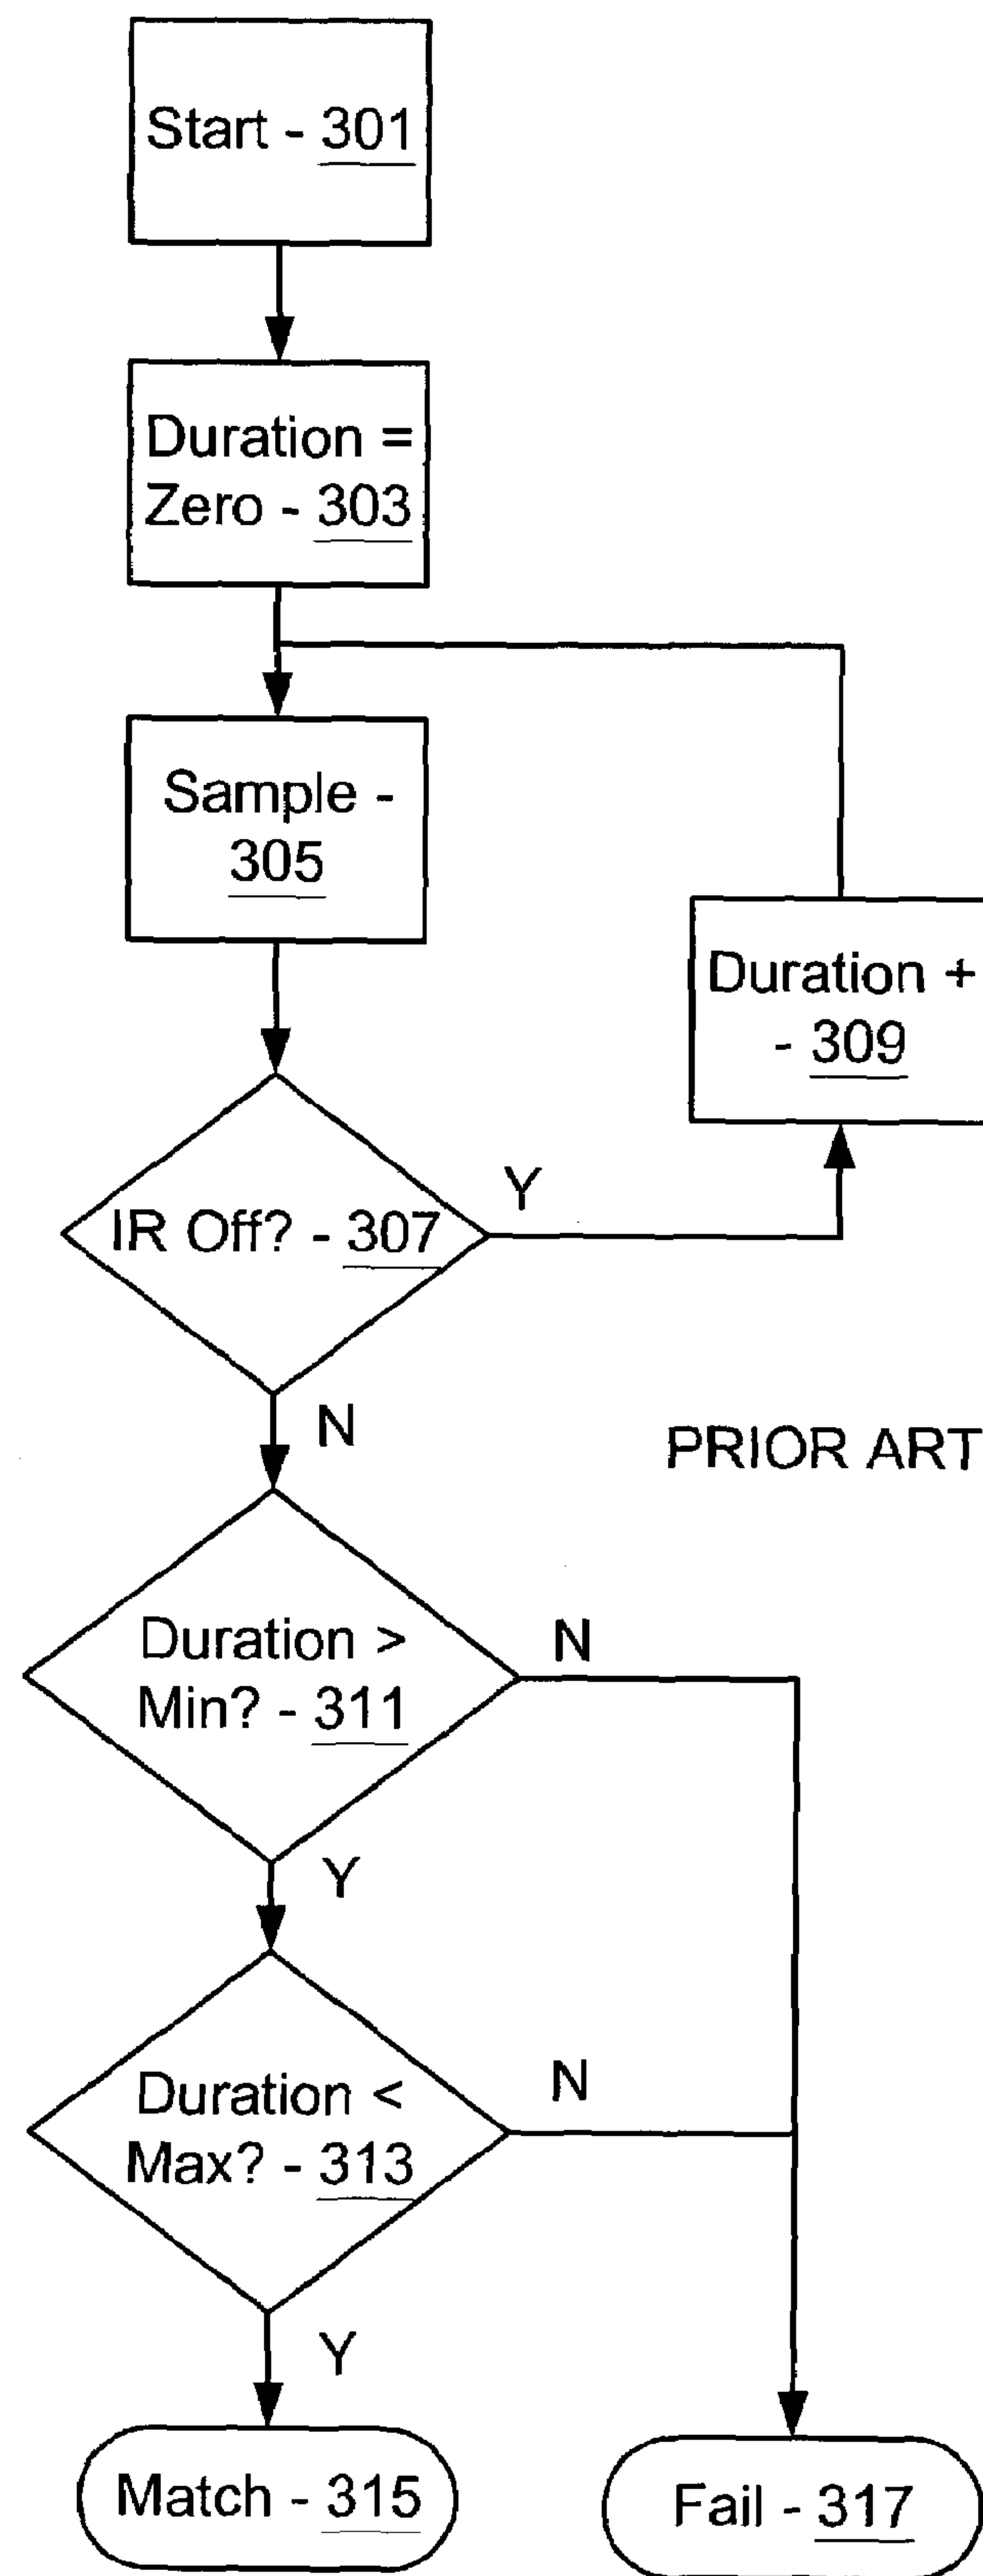 Start - 301
Duration =
Zero - 303
Sample -
305
Duration +
- 309
IR Off? - 307
Y
N
PRIOR ART
Duration >
Min? - 311
N
Y
Duration <
Max? - 313
N
Y
Match - 315
Fail - 317